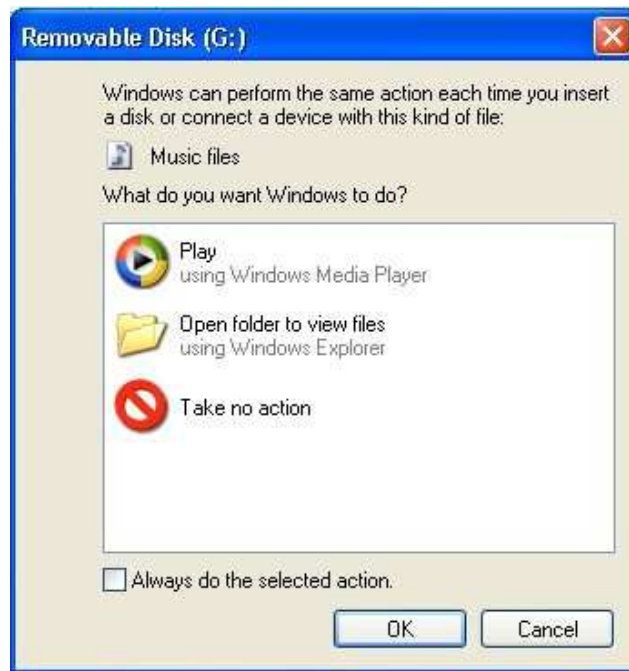 Removable Disk (G:)
Windows can perform the same action each time you insert
a disk or connect a device with this kind of file:
Music files
What do you want Windows to do?
Play
using Windows Media Player
Open folder to view files
using Windows Explorer
Take no action
Always do the selected action.
OK
Cancel